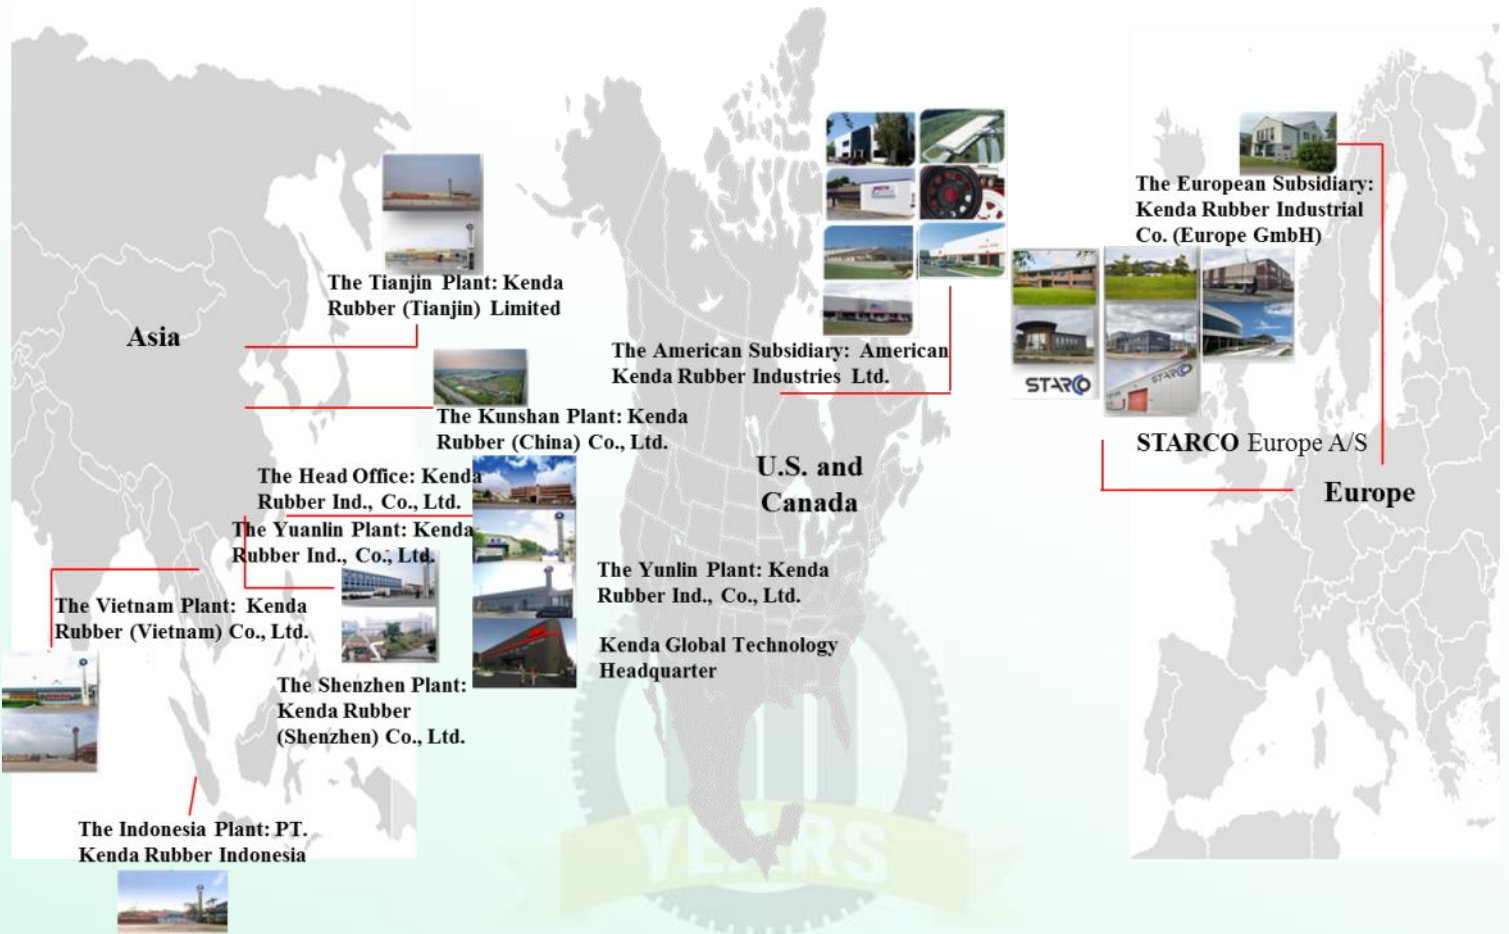 The European Subsidiary:
Kenda Rubber Industrial
Co. (Europe GmbH)
The Tianjin Plant: Kenda
Rubber (Tianjin) Limited
Asia
The American Subsidiary: American
Kenda Rubber Industries Ltd.
STARCO
STARCO
The Kunshan Plant: Kenda
Rubber (China) Co., Ltd.
STARCO Europe A/S
U.S. and
Canada
Europe
The Head Office: Kenda
Rubber Ind., Co., Ltd.
The Yuanlin Plant: Kenda
Rubber Ind., Co., Ltd.
The Yunlin Plant: Kenda
Rubber Ind., Co., Ltd.
The Vietnam Plant: Kenda
Rubber (Vietnam) Co., Ltd.
Kenda Global Technology
Headquarter
The Shenzhen Plant:
Kenda Rubber
(Shenzhen) Co., Ltd.
The Indonesia Plant: PT.
Kenda Rubber Indonesia
YEARS